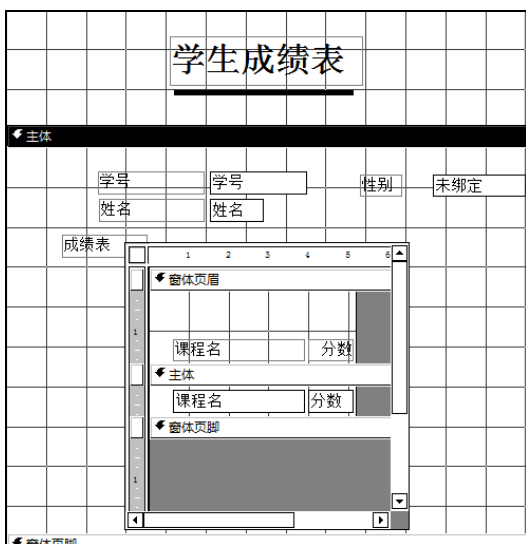 学生成绩表
主体
学号 学号 性别 未绑定
姓名 姓名
成绩表
1 2 3 4 5 6
窗体页眉
1
课程名 分数
主体
课程名 分数
窗体页脚
1
窗体页脚